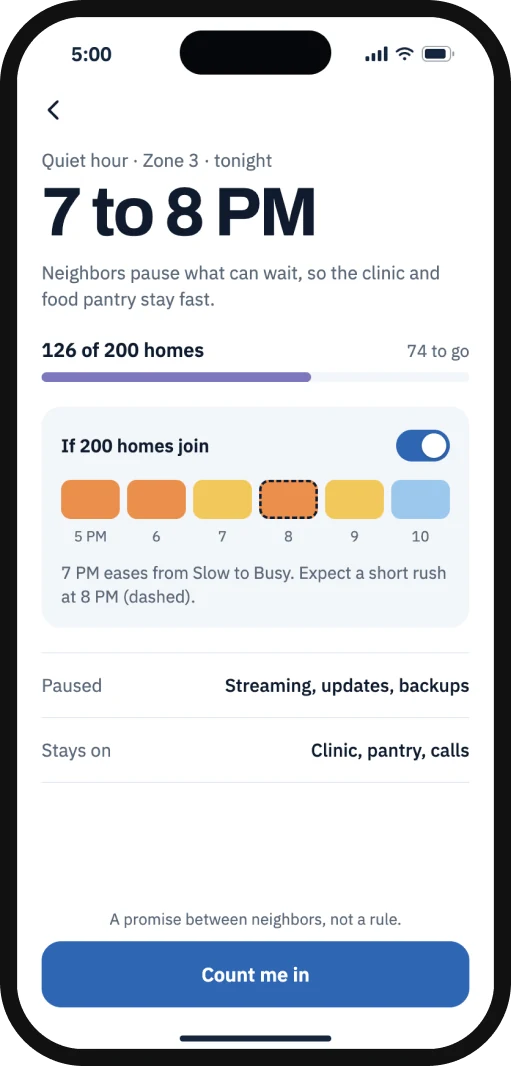 5:00
Quiet hour · Zone 3 · tonight
7 to 8 PM
Neighbors pause what can wait, so the clinic and
food pantry stay fast.
126 of 200 homes 74 to go
If 200 homes join
5 PM 6 7 8 9 10
7 PM eases from Slow to Busy. Expect a short rush
at 8 PM (dashed).
Paused Streaming, updates, backups
Stays on Clinic, pantry, calls
A promise between neighbors, not a rule.
Count me in